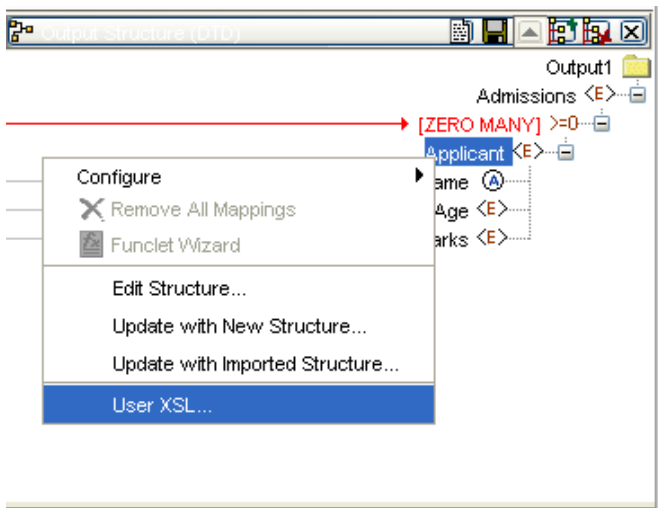 Output Structure (DTD)
Output1
Admissions <E>
[ZERO MANY] >=0
Applicant <E>
Configure
ame A
Remove All Mappings
Age <E>
Funclet Wizard
arks <E>
Edit Structure...
Update with New Structure...
Update with Imported Structure...
User XSL...